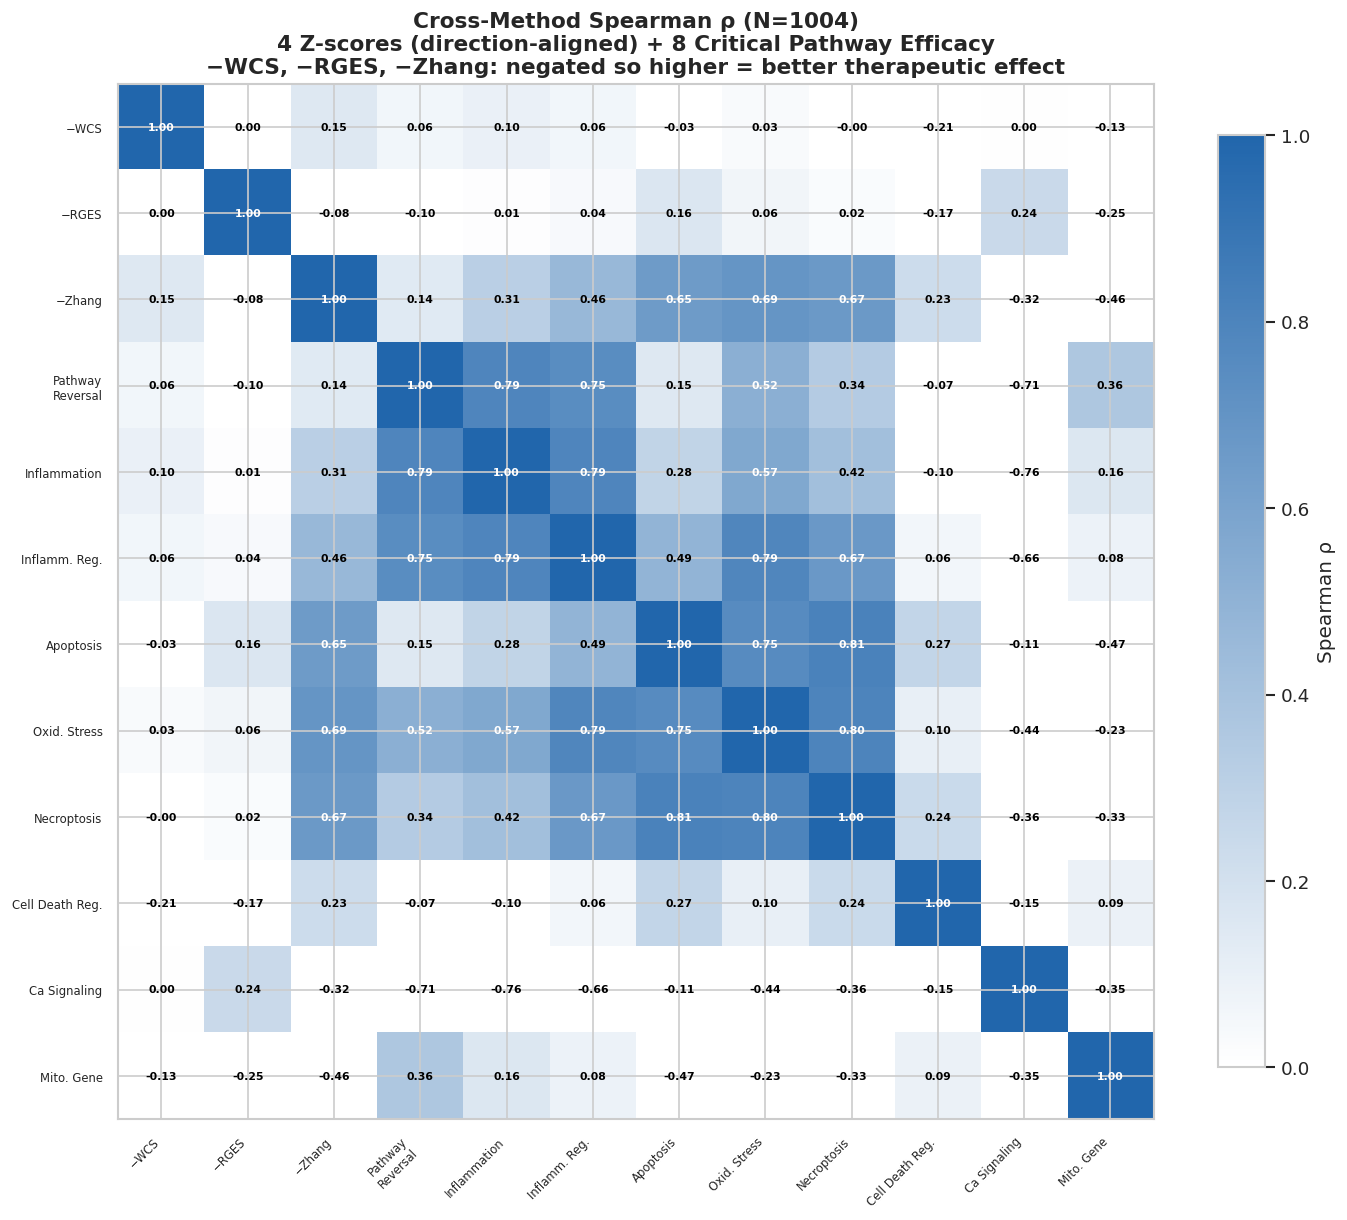 Cross-Method Spearman ρ (N=1004)
4 Z-scores (direction-aligned) + 8 Critical Pathway Efficacy
−WCS, −RGES, −Zhang: negated so higher = better therapeutic effect
−WCS 1.00 0.00 0.15 0.06 0.10 0.06 -0.03 0.03 -0.00 -0.21 0.00 -0.13
−RGES 0.00 1.00 -0.08 -0.10 0.01 0.04 0.16 0.06 0.02 -0.17 0.24 -0.25
−Zhang 0.15 -0.08 1.00 0.14 0.31 0.46 0.65 0.69 0.67 0.23 -0.32 -0.46
Pathway
Reversal 0.06 -0.10 0.14 1.00 0.79 0.75 0.15 0.52 0.34 -0.07 -0.71 0.36
Inflammation 0.10 0.01 0.31 0.79 1.00 0.79 0.28 0.57 0.42 -0.10 -0.76 0.16
Inflamm. Reg. 0.06 0.04 0.46 0.75 0.79 1.00 0.49 0.79 0.67 0.06 -0.66 0.08
Apoptosis -0.03 0.16 0.65 0.15 0.28 0.49 1.00 0.75 0.81 0.27 -0.11 -0.47
Oxid. Stress 0.03 0.06 0.69 0.52 0.57 0.79 0.75 1.00 0.80 0.10 -0.44 -0.23
Necroptosis -0.00 0.02 0.67 0.34 0.42 0.67 0.81 0.80 1.00 0.24 -0.36 -0.33
Cell Death Reg. -0.21 -0.17 0.23 -0.07 -0.10 0.06 0.27 0.10 0.24 1.00 -0.15 0.09
Ca Signaling 0.00 0.24 -0.32 -0.71 -0.76 -0.66 -0.11 -0.44 -0.36 -0.15 1.00 -0.35
Mito. Gene -0.13 -0.25 -0.46 0.36 0.16 0.08 -0.47 -0.23 -0.33 0.09 -0.35 1.00
−WCS
−RGES
−Zhang
Pathway
Reversal
Inflammation
Inflamm. Reg.
Apoptosis
Oxid. Stress
Necroptosis
Cell Death Reg.
Ca Signaling
Mito. Gene
1.0
0.8
0.6
0.4
0.2
0.0
Spearman ρ